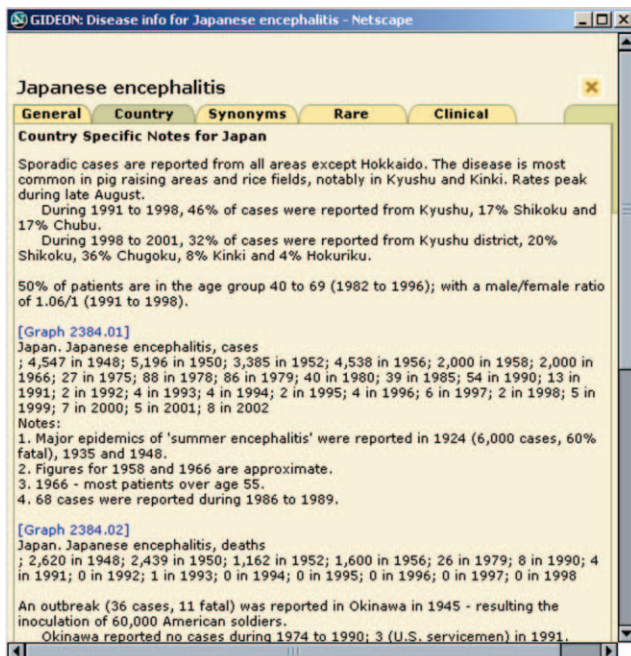 GIDEON: Disease info for Japanese encephalitis - Netscape
Japanese encephalitis
General Country Synonyms Rare Clinical
Country Specific Notes for Japan
Sporadic cases are reported from all areas except Hokkaido. The disease is most
common in pig raising areas and rice fields, notably in Kyushu and Kinki. Rates peak
during late August.
During 1991 to 1998, 46% of cases were reported from Kyushu, 17% Shikoku and
17% Chubu.
During 1998 to 2001, 32% of cases were reported from Kyushu district, 20%
Shikoku, 36% Chugoku, 8% Kinki and 4% Hokuriku.
50% of patients are in the age group 40 to 69 (1982 to 1996); with a male/female ratio
of 1.06/1 (1991 to 1998).
[Graph 2384.01]
Japan. Japanese encephalitis, cases
; 4,547 in 1948; 5,196 in 1950; 3,385 in 1952; 4,538 in 1956; 2,000 in 1958; 2,000 in
1966; 27 in 1975; 88 in 1978; 86 in 1979; 40 in 1980; 39 in 1985; 54 in 1990; 13 in
1991; 2 in 1992; 4 in 1993; 4 in 1994; 2 in 1995; 4 in 1996; 6 in 1997; 2 in 1998; 5 in
1999; 7 in 2000; 5 in 2001; 8 in 2002
Notes:
1. Major epidemics of 'summer encephalitis' were reported in 1924 (6,000 cases, 60%
fatal), 1935 and 1948.
2. Figures for 1958 and 1966 are approximate.
3. 1966 - most patients over age 55.
4. 68 cases were reported during 1986 to 1989.
[Graph 2384.02]
Japan. Japanese encephalitis, deaths
; 2,620 in 1948; 2,439 in 1950; 1,162 in 1952; 1,600 in 1956; 26 in 1979; 8 in 1990; 4
in 1991; 0 in 1992; 1 in 1993; 0 in 1994; 0 in 1995; 0 in 1996; 0 in 1997; 0 in 1998
An outbreak (36 cases, 11 fatal) was reported in Okinawa in 1945 - resulting the
inoculation of 60,000 American soldiers.
Okinawa reported no cases during 1974 to 1990; 3 (U.S. servicemen) in 1991.